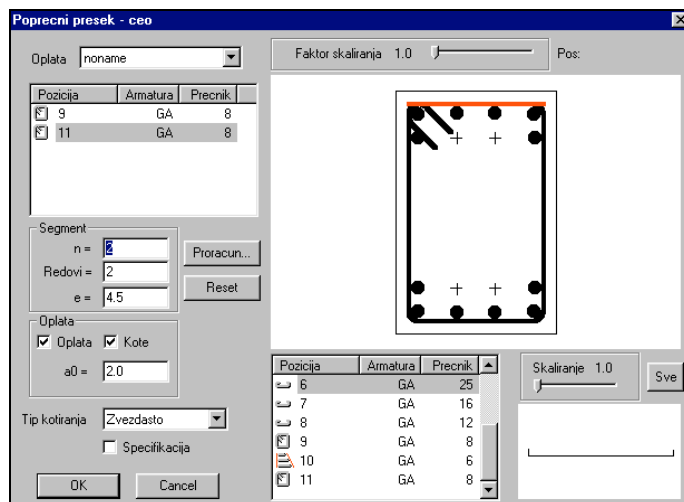 Poprecni presek - ceo
Oplata noname
Faktor skaliranja 1.0
Pos:
Pozicija Armatura Precnik
9 GA 8
11 GA 8
Segment
n = 2
Redovi = 2
e = 4.5
Proracun...
Reset
Oplata
Oplata Kote
a0 = 2.0
Tip kotiranja Zvezdasto
Specifikacija
OK Cancel
Pozicija Armatura Precnik
6 GA 25
7 GA 16
8 GA 12
9 GA 8
10 GA 6
11 GA 8
Skaliranje 1.0
Sve